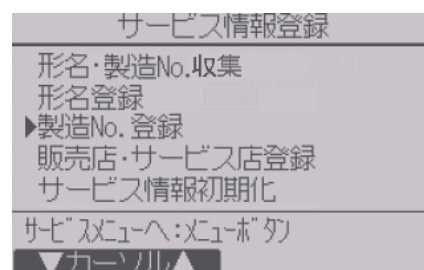 サービス情報登録
形名・製造No.収集
形名登録
▶製造No. 登録
販売店・サービス店登録
サービス情報初期化
ｻｰﾋﾞｽﾒﾆｭｰへ:ﾒﾆｭｰﾎﾞﾀﾝ
▼カーソル▲